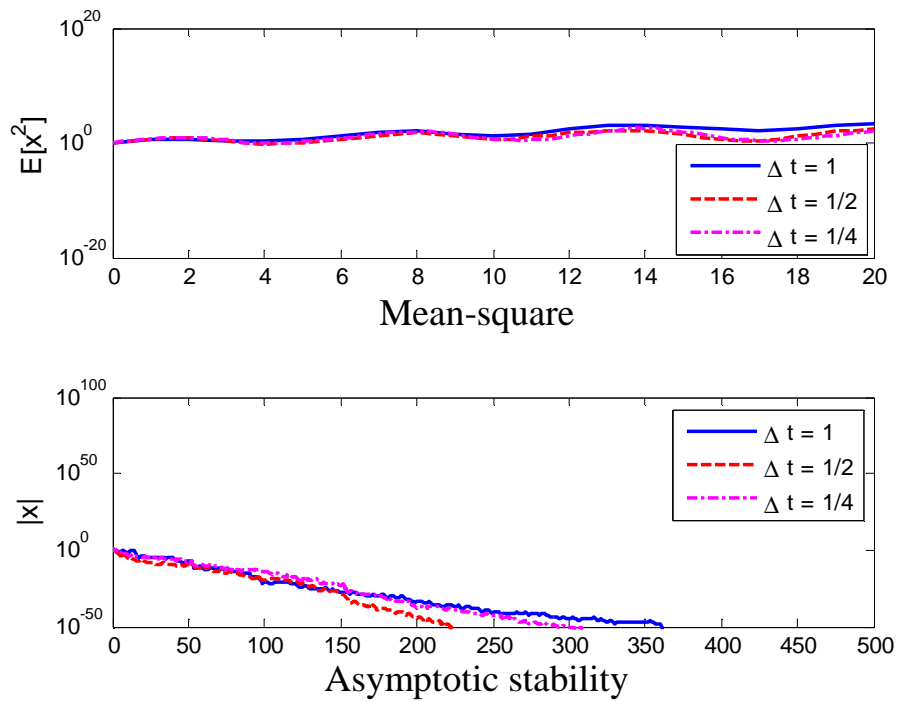 10^20
10^0
10^-20
E[x^2]
Δ t = 1
Δ t = 1/2
Δ t = 1/4
0 2 4 6 8 10 12 14 16 18 20
Mean-square
10^100
10^50
10^0
10^-50
|x|
Δ t = 1
Δ t = 1/2
Δ t = 1/4
0 50 100 150 200 250 300 350 400 450 500
Asymptotic stability